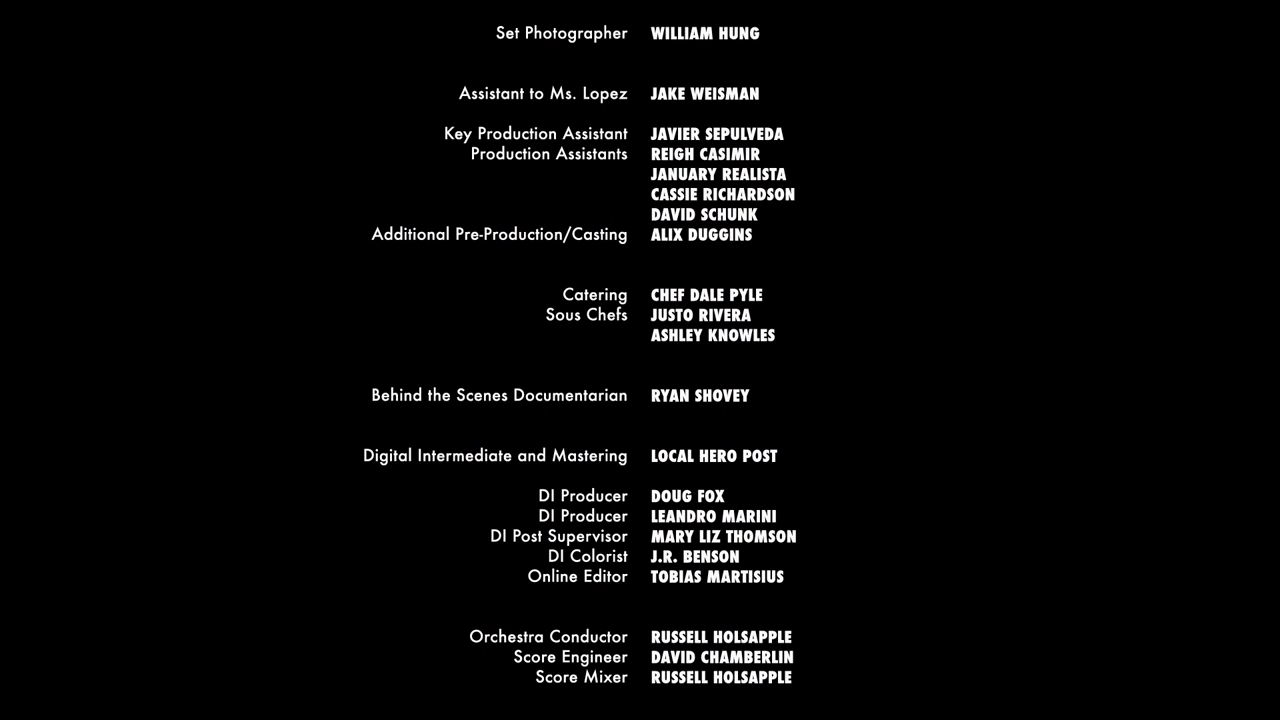 Set Photographer WILLIAM HUNG
Assistant to Ms. Lopez JAKE WEISMAN
Key Production Assistant JAVIER SEPULVEDA
Production Assistants REIGH CASIMIR
JANUARY REALISTA
CASSIE RICHARDSON
DAVID SCHUNK
Additional Pre-Production/Casting ALIX DUGGINS
Catering CHEF DALE PYLE
Sous Chefs JUSTO RIVERA
ASHLEY KNOWLES
Behind the Scenes Documentarian RYAN SHOVEY
Digital Intermediate and Mastering LOCAL HERO POST
DI Producer DOUG FOX
DI Producer LEANDRO MARINI
DI Post Supervisor MARY LIZ THOMSON
DI Colorist J.R. BENSON
Online Editor TOBIAS MARTISIUS
Orchestra Conductor RUSSELL HOLSAPPLE
Score Engineer DAVID CHAMBERLIN
Score Mixer RUSSELL HOLSAPPLE